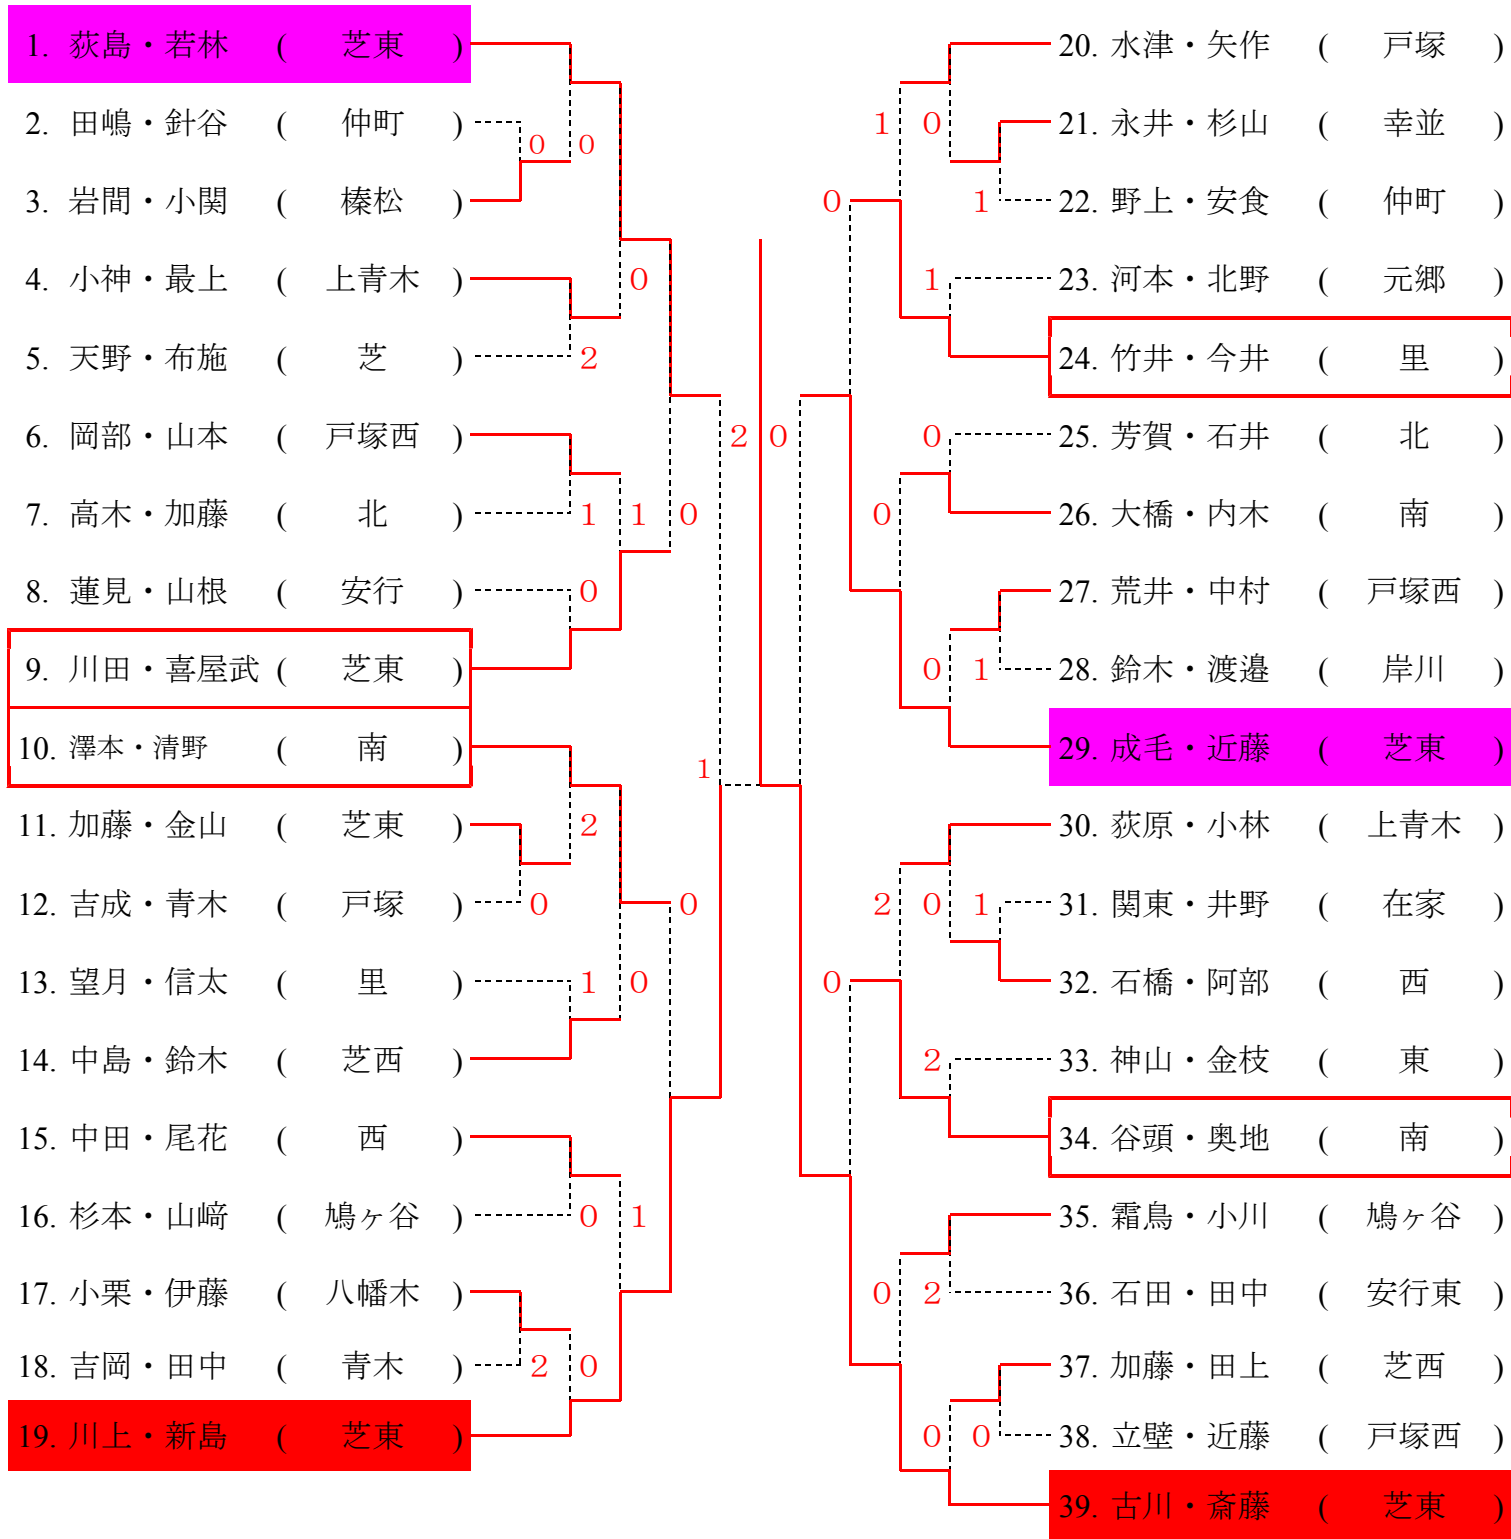 1. 荻島・若林 ( 芝東 )
2. 田嶋・針谷 ( 仲町 )
0 0
3. 岩間・小関 ( 榛松 )
4. 小神・最上 ( 上青木 )
0
5. 天野・布施 ( 芝 )
2
6. 岡部・山本 ( 戸塚西 )
7. 高木・加藤 ( 北 )
1 1 0
8. 蓮見・山根 ( 安行 )
0
9. 川田・喜屋武 ( 芝東 )
10. 澤本・清野 ( 南 )
1
11. 加藤・金山 ( 芝東 )
2
12. 吉成・青木 ( 戸塚 )
0 0
13. 望月・信太 ( 里 )
1 0
14. 中島・鈴木 ( 芝西 )
15. 中田・尾花 ( 西 )
16. 杉本・山﨑 ( 鳩ヶ谷 )
0 1
17. 小栗・伊藤 ( 八幡木 )
18. 吉岡・田中 ( 青木 )
2 0
19. 川上・新島 ( 芝東 )
2 0
20. 水津・矢作 ( 戸塚 )
1 0
21. 永井・杉山 ( 幸並 )
0 1
22. 野上・安食 ( 仲町 )
1
23. 河本・北野 ( 元郷 )
24. 竹井・今井 ( 里 )
0
25. 芳賀・石井 ( 北 )
0
26. 大橋・内木 ( 南 )
27. 荒井・中村 ( 戸塚西 )
0 1
28. 鈴木・渡邉 ( 岸川 )
29. 成毛・近藤 ( 芝東 )
30. 荻原・小林 ( 上青木 )
2 0 1
31. 関東・井野 ( 在家 )
0
32. 石橋・阿部 ( 西 )
2
33. 神山・金枝 ( 東 )
34. 谷頭・奥地 ( 南 )
35. 霜鳥・小川 ( 鳩ヶ谷 )
0 2
36. 石田・田中 ( 安行東 )
37. 加藤・田上 ( 芝西 )
0 0
38. 立壁・近藤 ( 戸塚西 )
39. 古川・斎藤 ( 芝東 )